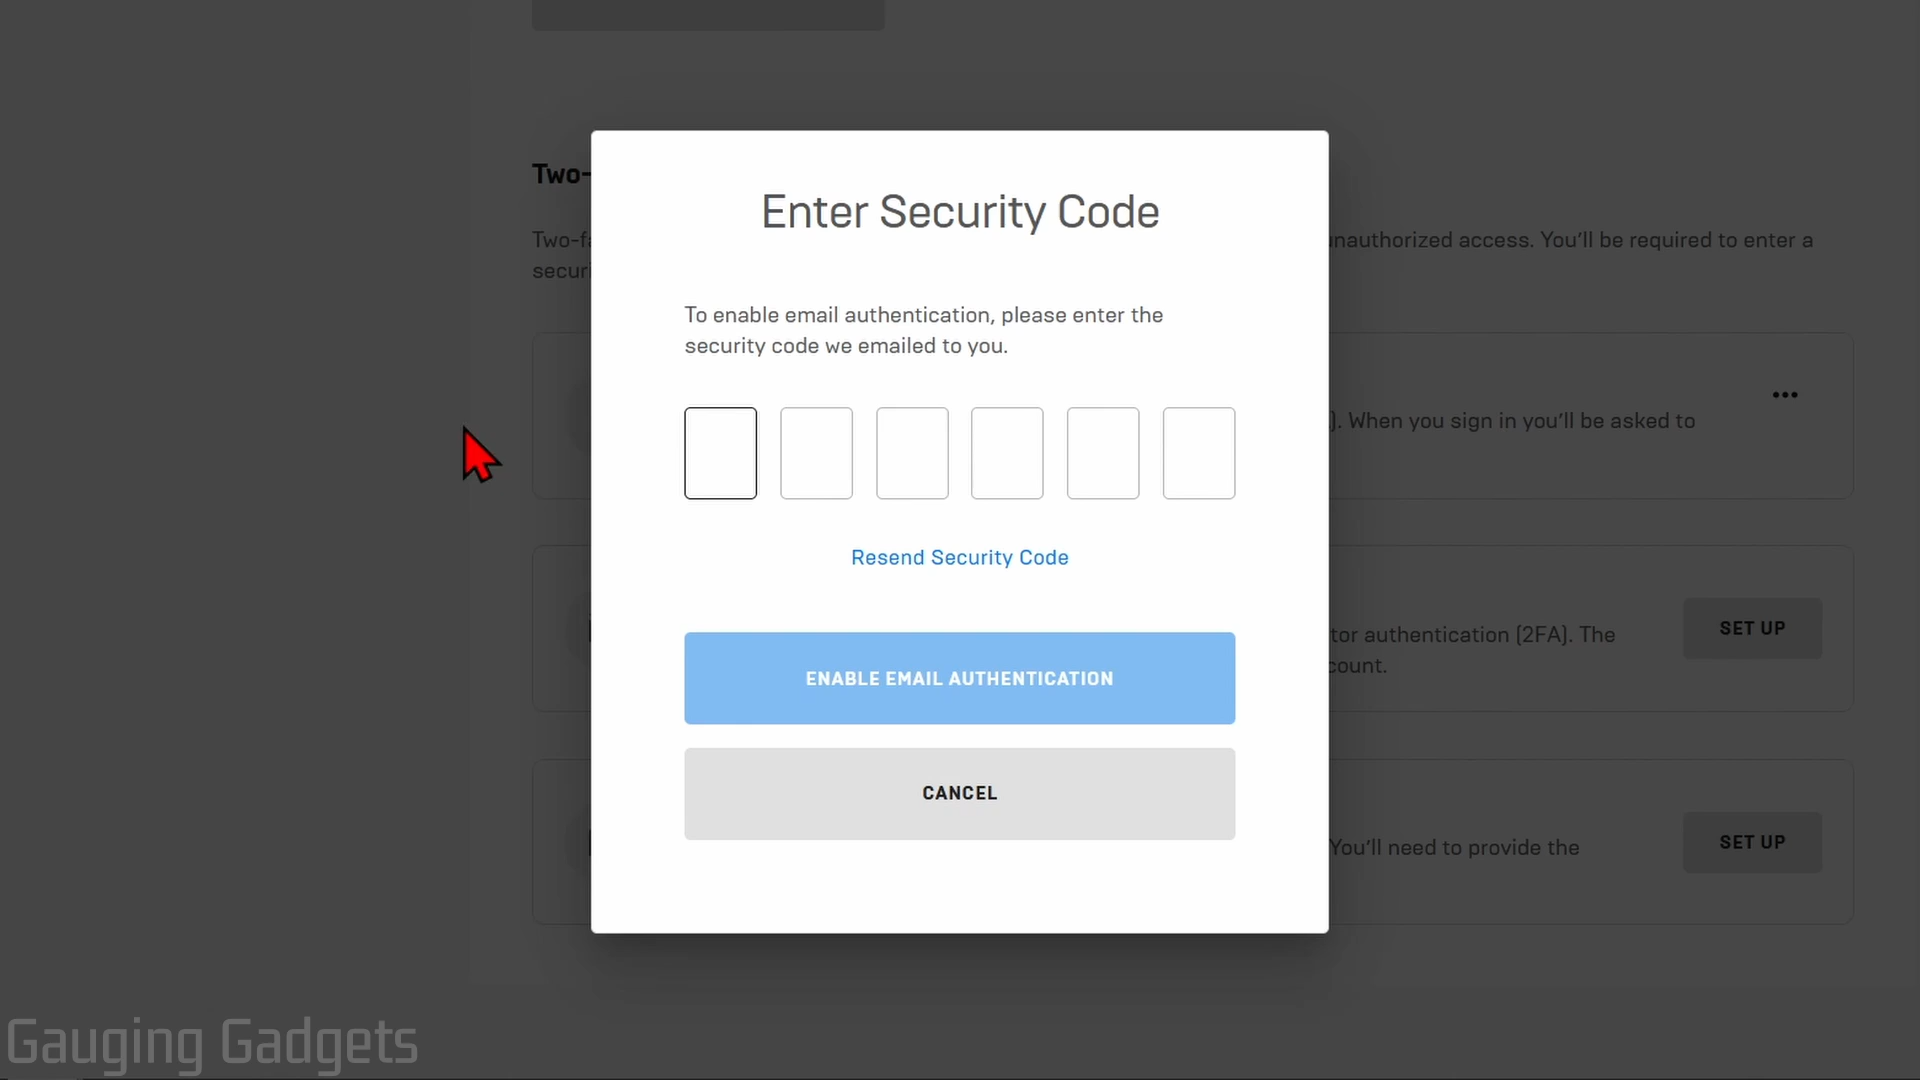 Two-
Enter Security Code
Two-fa
unauthorized access. You'll be required to enter a
securi
To enable email authentication, please enter the
security code we emailed to you.
). When you sign in you'll be asked to
Resend Security Code
tor authentication (2FA). The
count.
SET UP
ENABLE EMAIL AUTHENTICATION
CANCEL
You'll need to provide the
SET UP
Gauging Gadgets